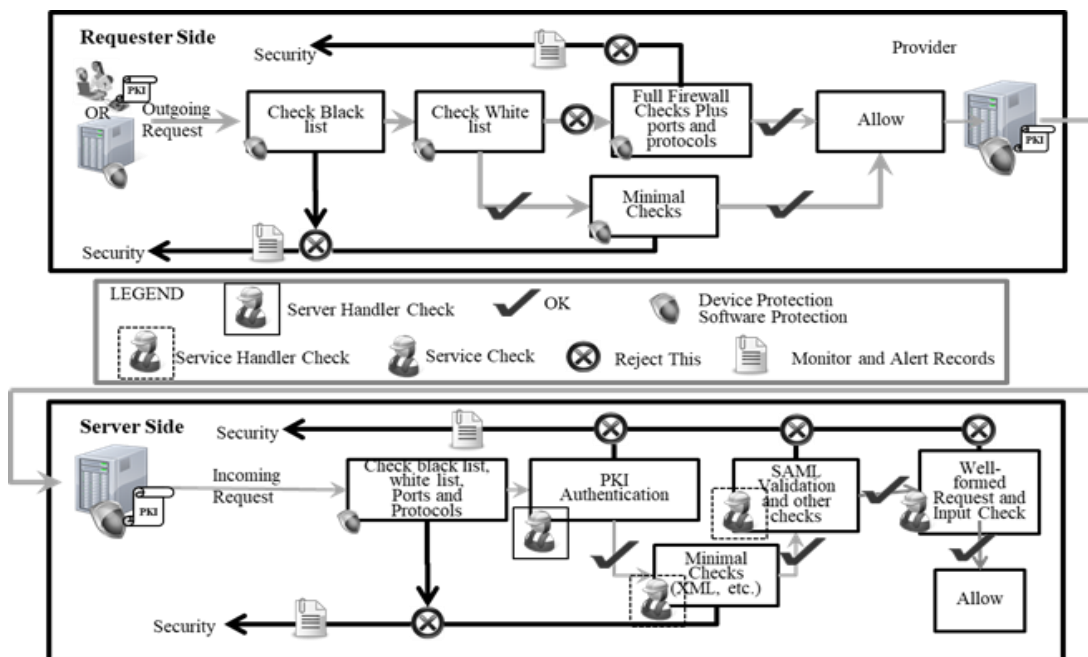 Requester Side
Security
Provider
PKI
OR
Outgoing
Request
Check Black
list
Check White
list
Full Firewall
Checks Plus
ports and
protocols
Allow
PKI
Minimal
Checks
Security
LEGEND
Server Handler Check
OK
Device Protection
Software Protection
Service Handler Check
Service Check
Reject This
Monitor and Alert Records
Server Side
Security
PKI
Incoming
Request
Check black list,
white list,
Ports and
Protocols
PKI
Authentication
SAML
Validation
and other
checks
Well-
formed
Request and
Input Check
Minimal
Checks
(XML, etc.)
Allow
Security